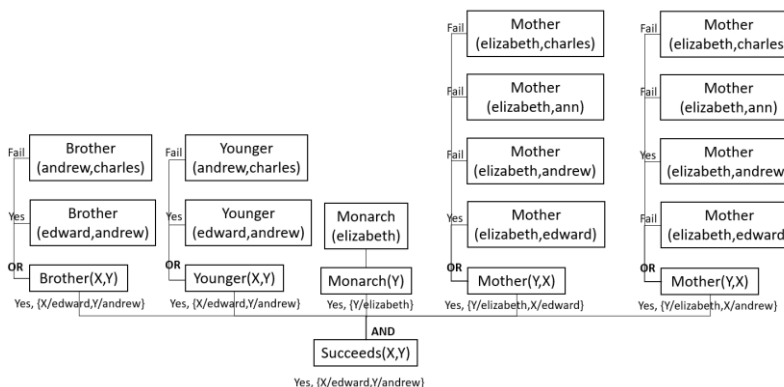 Fail
Mother
(elizabeth,charles)
Fail
Mother
(elizabeth,charles
Fail
Mother
(elizabeth,ann)
Fail
Mother
(elizabeth,ann)
Fail
Brother
(andrew,charles)
Fail
Younger
(andrew,charles)
Fail
Mother
(elizabeth,andrew)
Yes
Mother
(elizabeth,andrew
Yes
Brother
(edward,andrew)
Yes
Younger
(edward,andrew)
Monarch
(elizabeth)
Yes
Mother
(elizabeth,edward)
Fail
Mother
(elizabeth,edward
OR
Brother(X,Y)
OR
Younger(X,Y)
Monarch(Y)
OR
Mother(Y,X)
OR
Mother(Y,X)
Yes, {X/edward,Y/andrew}
Yes, {X/edward,Y/andrew}
Yes, {Y/elizabeth}
Yes, {Y/elizabeth,X/edward}
Yes, {Y/elizabeth,X/andrew}
AND
Succeeds(X,Y)
Yes, {X/edward,Y/andrew}